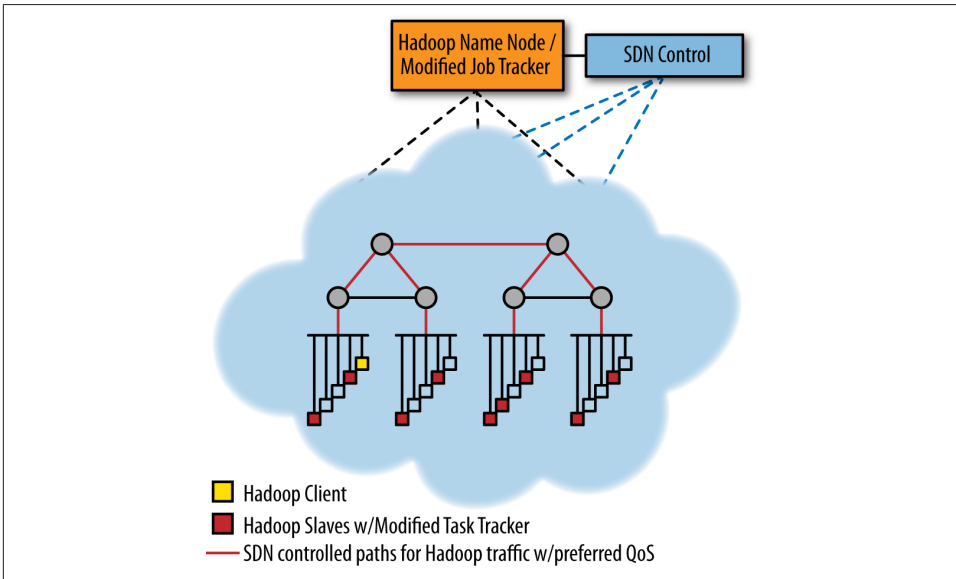 Hadoop Name Node /
Modified Job Tracker
SDN Control
Hadoop Client
Hadoop Slaves w/Modified Task Tracker
SDN controlled paths for Hadoop traffic w/preferred QoS